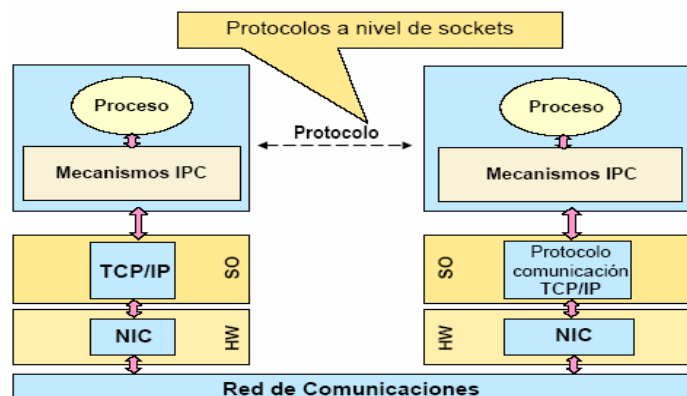 Protocolos a nivel de sockets
Proceso
Mecanismos IPC
Protocolo
Proceso
Mecanismos IPC
TCP/IP
SO
SO
Protocolo
comunicación
TCP/IP
NIC
HW
HW
NIC
Red de Comunicaciones